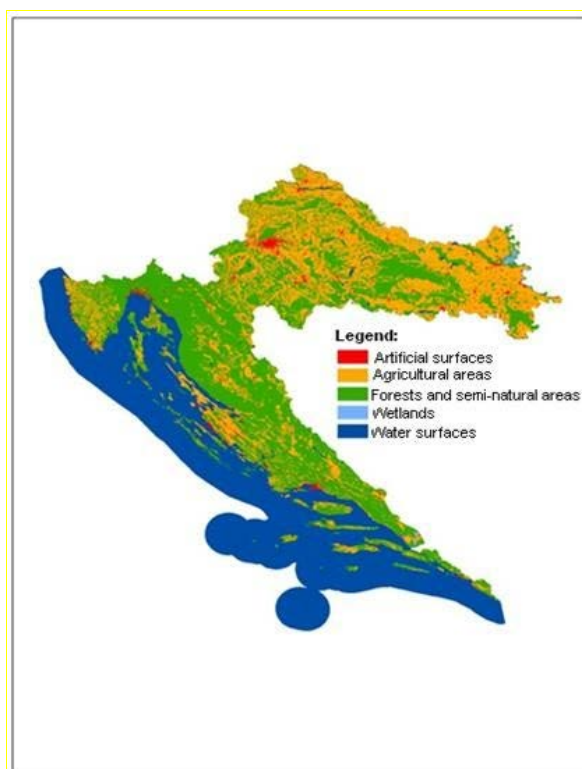 Legend:
Artificial surfaces
Agricultural areas
Forests and semi-natural areas
Wetlands
Water surfaces